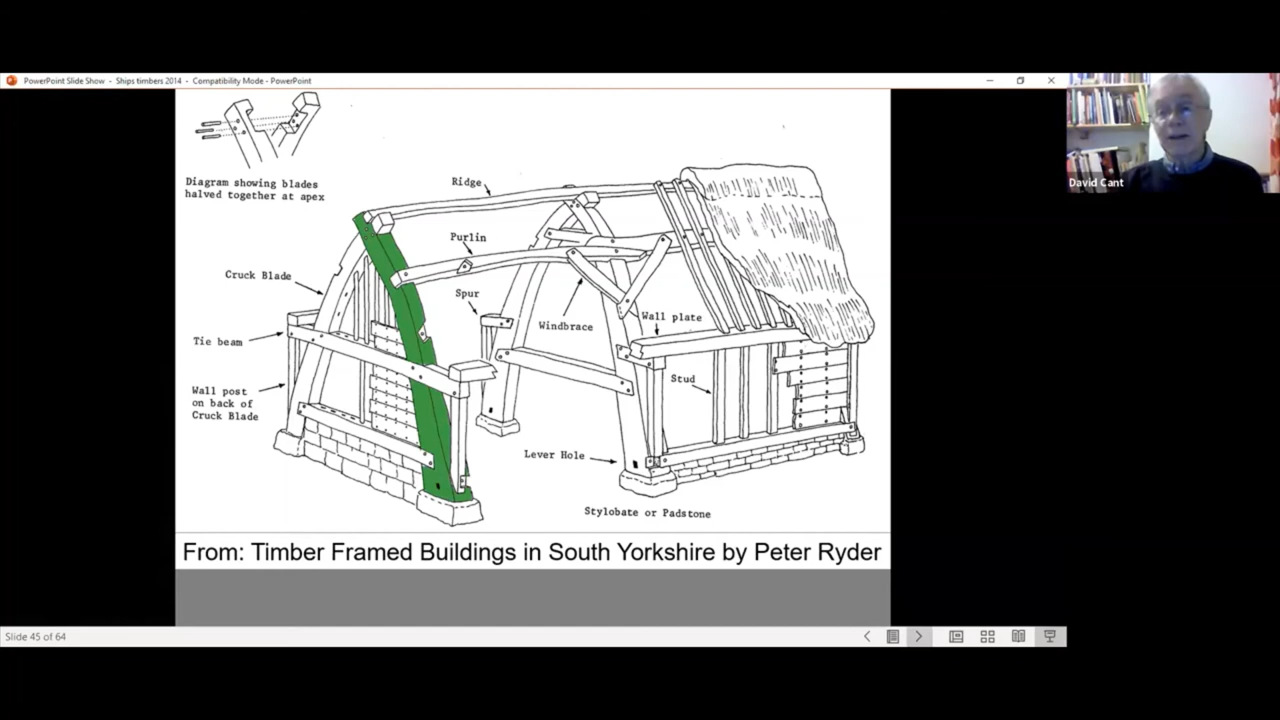 PowerPoint Slide Show - Ships timbers 2014 - Compatibility Mode - PowerPoint
David Cant
Diagram showing blades
halved together at apex
Ridge
Purlin
Cruck Blade
Spur
Windbrace
Wall plate
Tie beam
Stud
Wall post
on back of
Cruck Blade
Lever Hole
Stylobate or Padstone
From: Timber Framed Buildings in South Yorkshire by Peter Ryder
Slide 45 of 64